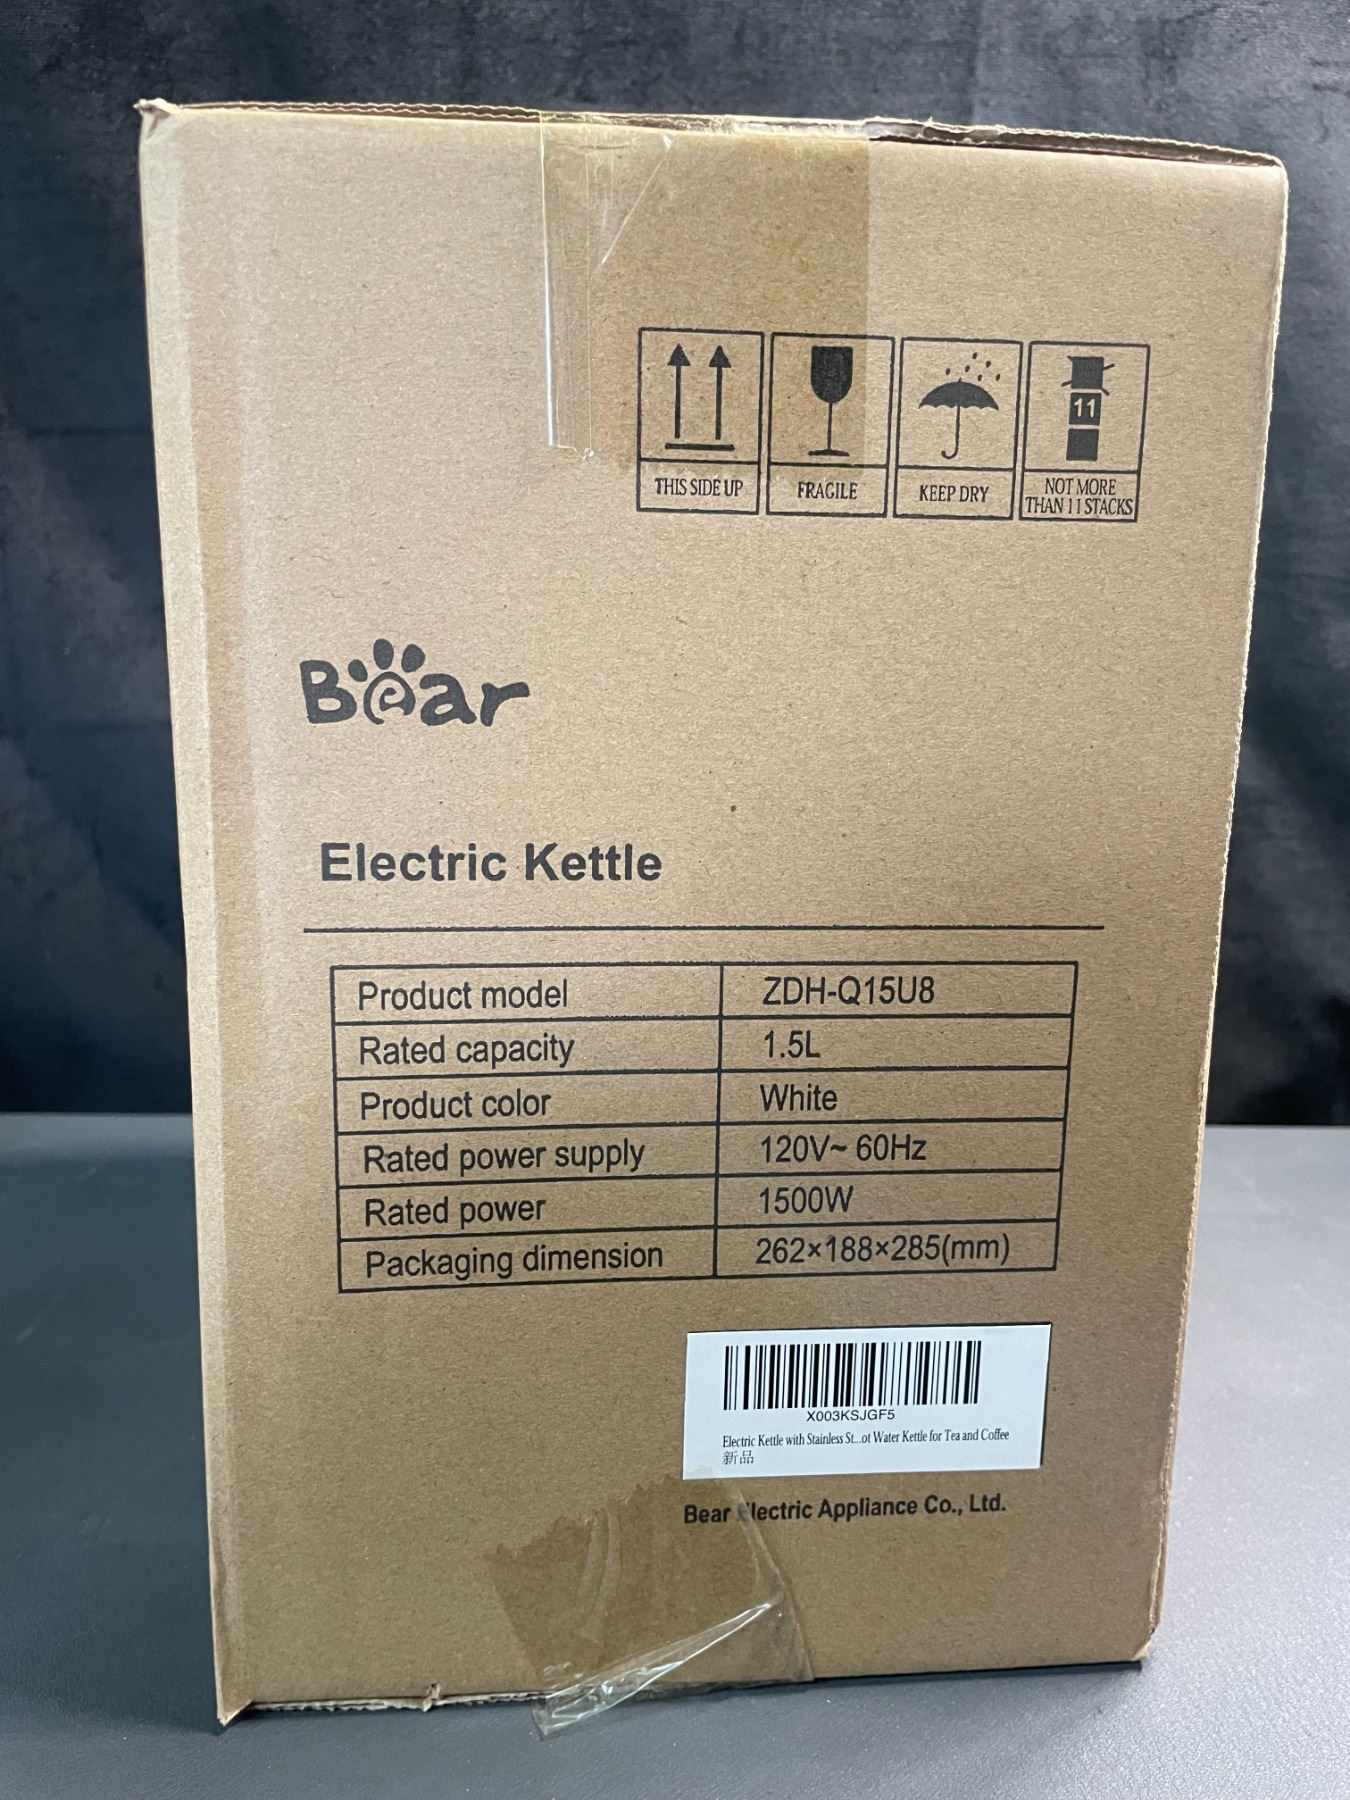 THIS SIDE UP
FRAGILE
KEEP DRY
11
NOT MORE
THAN 11 STACKS
Bear
Electric Kettle
Product model ZDH-Q15U8
Rated capacity 1.5L
Product color White
Rated power supply 120V~ 60Hz
Rated power 1500W
Packaging dimension 262×188×285(mm)
X003KSJGF5
Electric Kettle with Stainless St...ot Water Kettle for Tea and Coffee
新品
Bear Electric Appliance Co., Ltd.